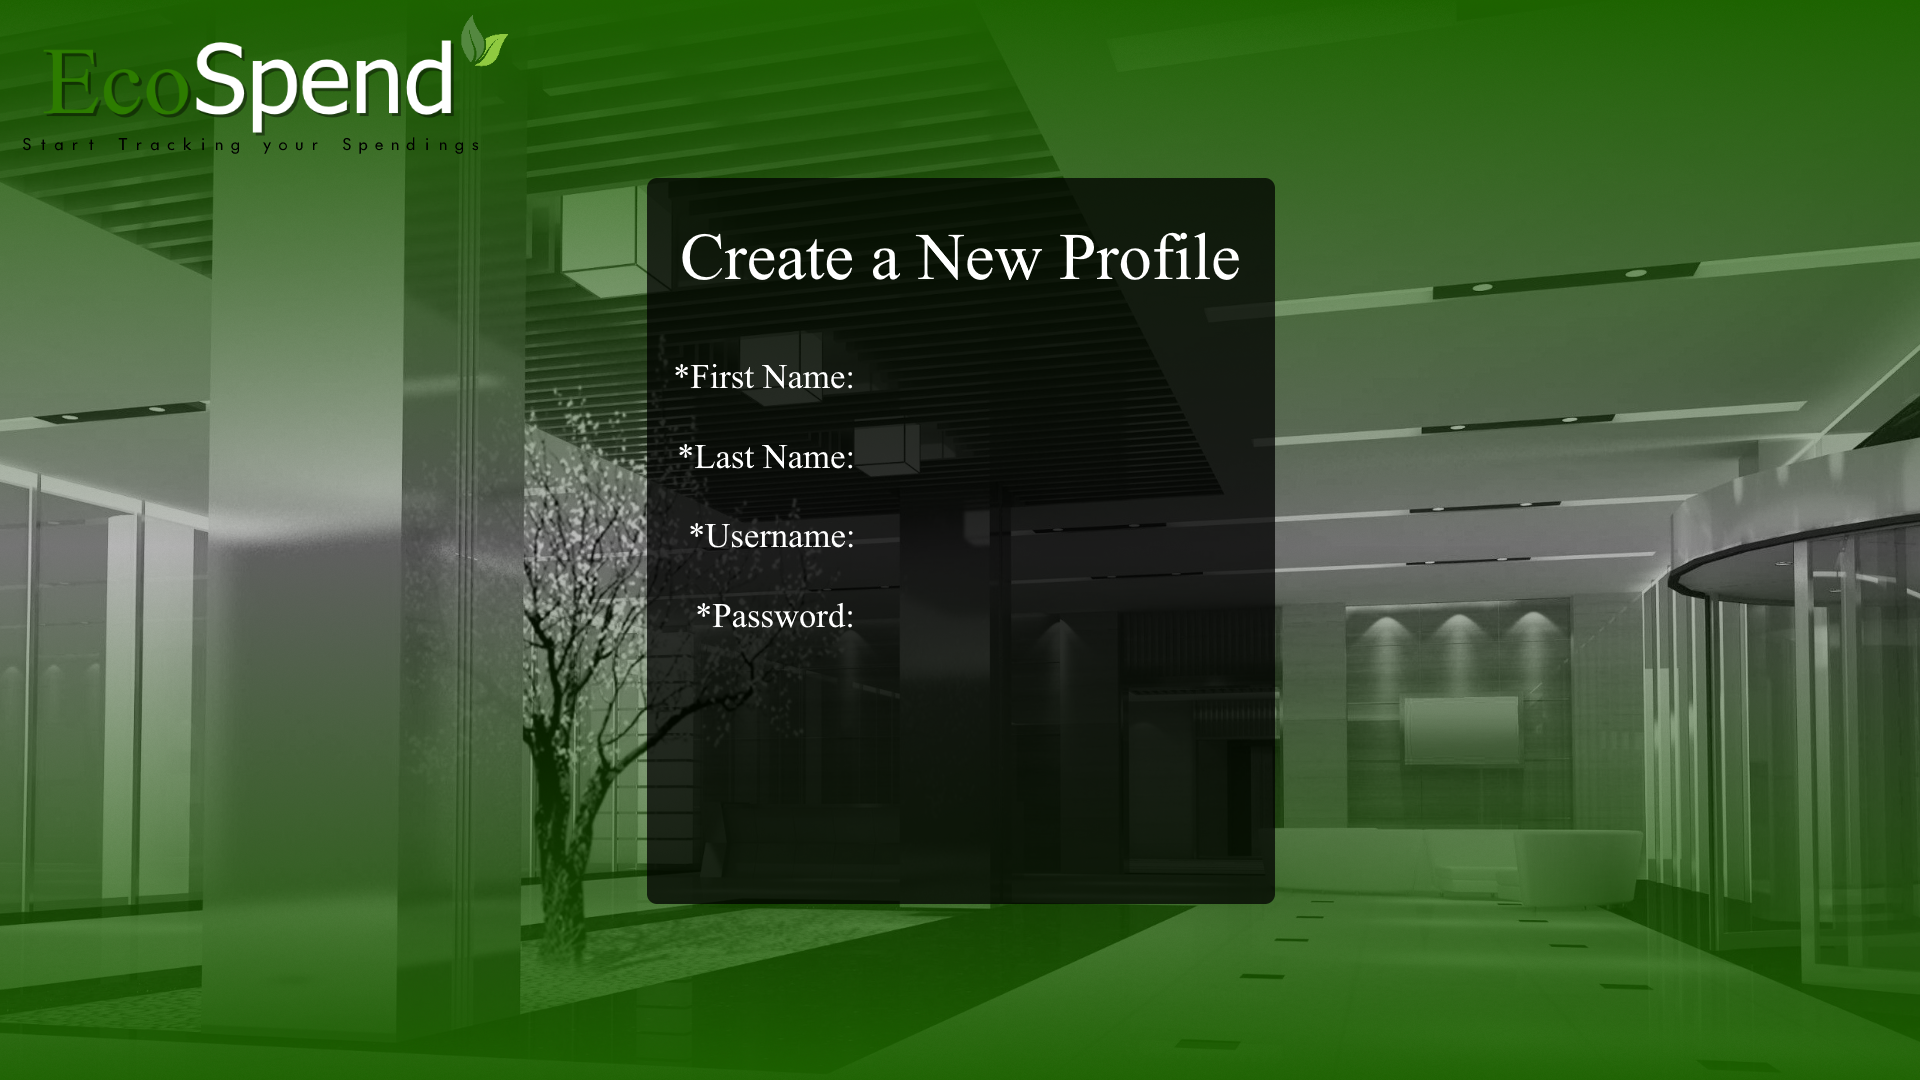 EcoSpend
Start Tracking your Spendings
Create a New Profile
*First Name:
*Last Name:
*Username:
*Password: